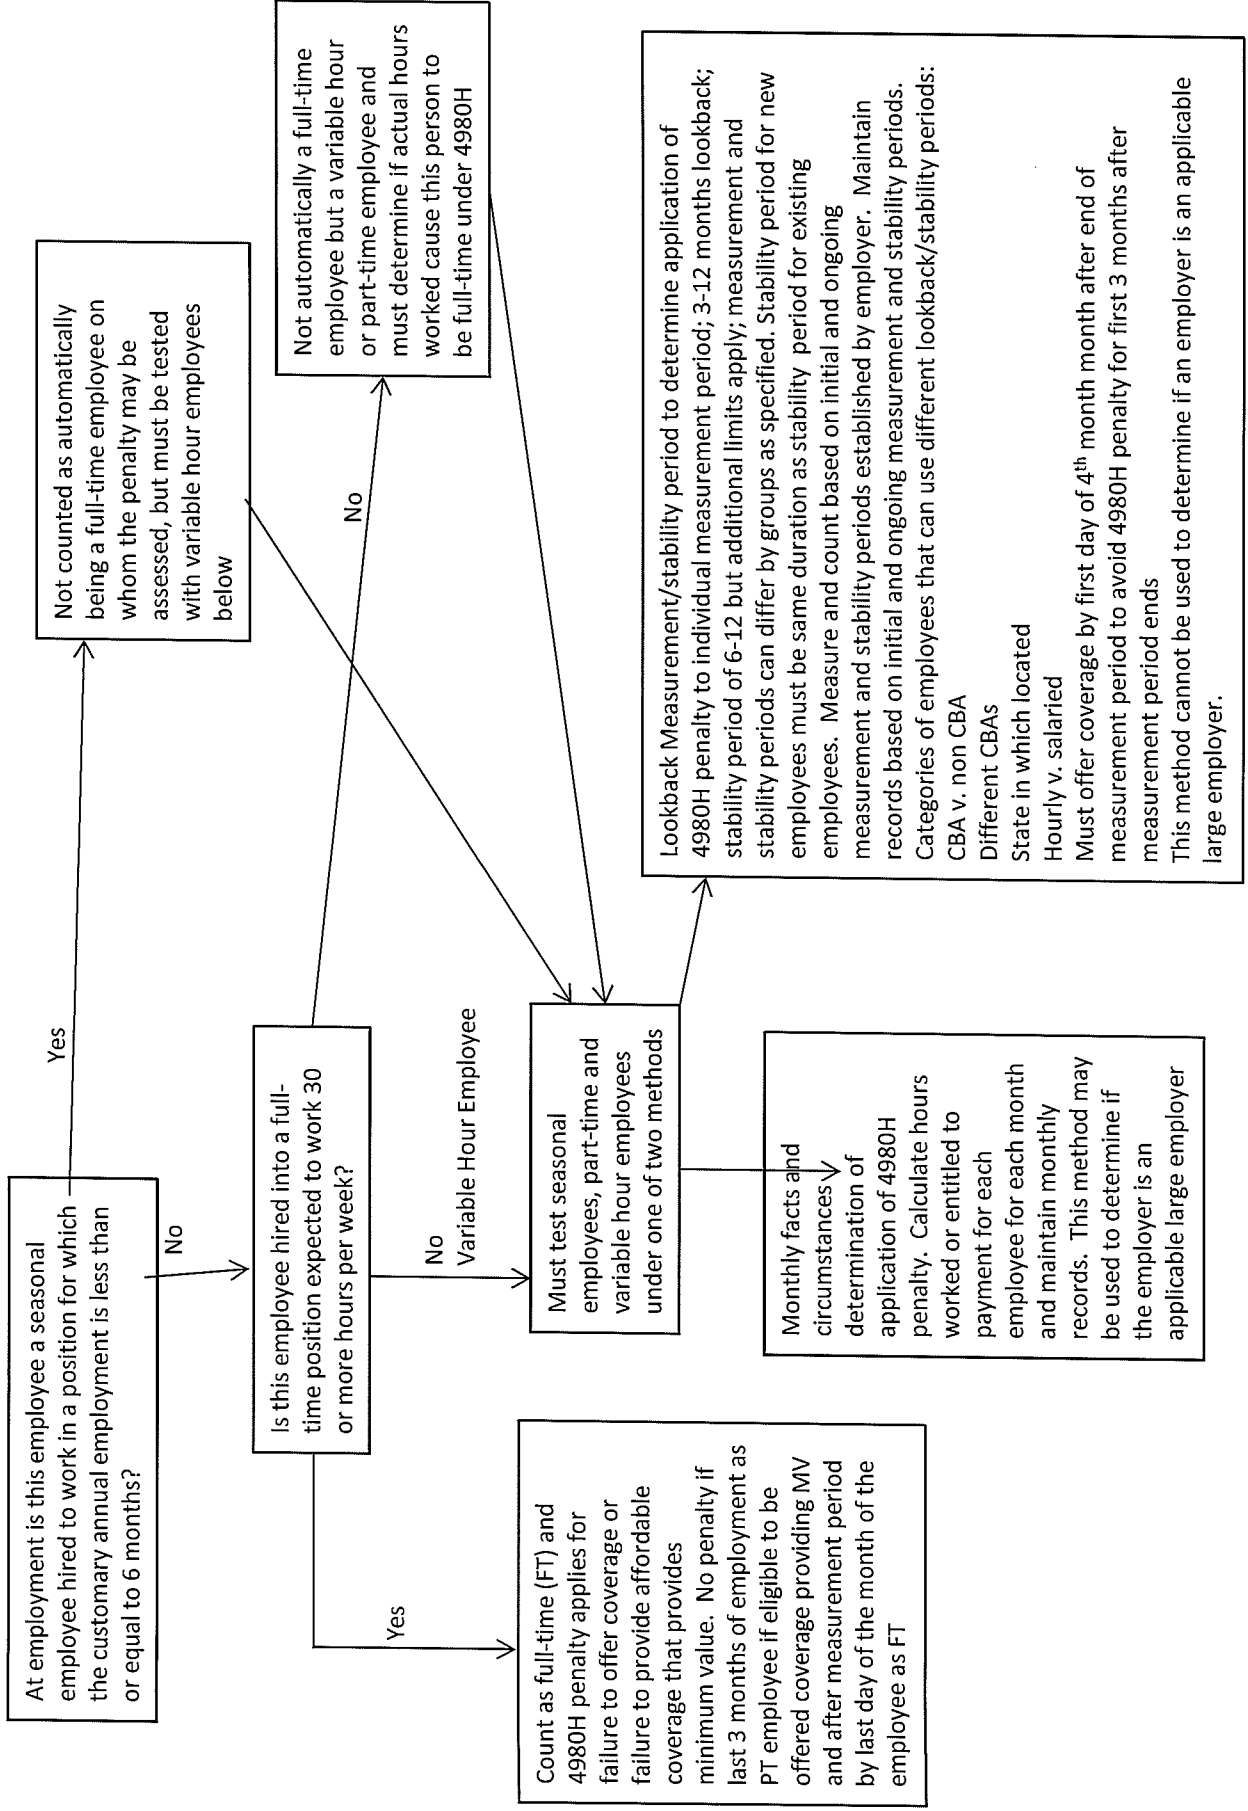 At employment is this employee a seasonal
employee hired to work in a position for which
the customary annual employment is less than
or equal to 6 months?
Yes
Not counted as automatically
being a full-time employee on
whom the penalty may be
assessed, but must be tested
with variable hour employees
below
No
Is this employee hired into a full-
time position expected to work 30
or more hours per week?
No
Not automatically a full-time
employee but a variable hour
or part-time employee and
must determine if actual hours
worked cause this person to
be full-time under 4980H
Yes
Count as full-time (FT) and
4980H penalty applies for
failure to offer coverage or
failure to provide affordable
coverage that provides
minimum value. No penalty if
last 3 months of employment as
PT employee if eligible to be
offered coverage providing MV
and after measurement period
by last day of the month of the
employee as FT
No
Variable Hour Employee
Must test seasonal
employees, part-time and
variable hour employees
under one of two methods
Monthly facts and
circumstances
determination of
application of 4980H
penalty. Calculate hours
worked or entitled to
payment for each
employee for each month
and maintain monthly
records. This method may
be used to determine if
the employer is an
applicable large employer
Lookback Measurement/stability period to determine application of
4980H penalty to individual measurement period; 3-12 months lookback;
stability period of 6-12 but additional limits apply; measurement and
stability periods can differ by groups as specified. Stability period for new
employees must be same duration as stability period for existing
employees. Measure and count based on initial and ongoing
measurement and stability periods established by employer. Maintain
records based on initial and ongoing measurement and stability periods.
Categories of employees that can use different lookback/stability periods:
CBA v. non CBA
Different CBAs
State in which located
Hourly v. salaried
Must offer coverage by first day of 4th month month after end of
measurement period to avoid 4980H penalty for first 3 months after
measurement period ends
This method cannot be used to determine if an employer is an applicable
large employer.